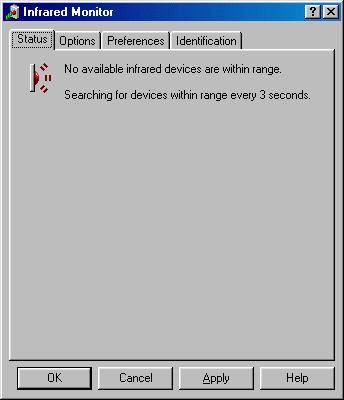 Infrared Monitor
Status Options Preferences Identification
No available infrared devices are within range.
Searching for devices within range every 3 seconds.
OK Cancel Apply Help